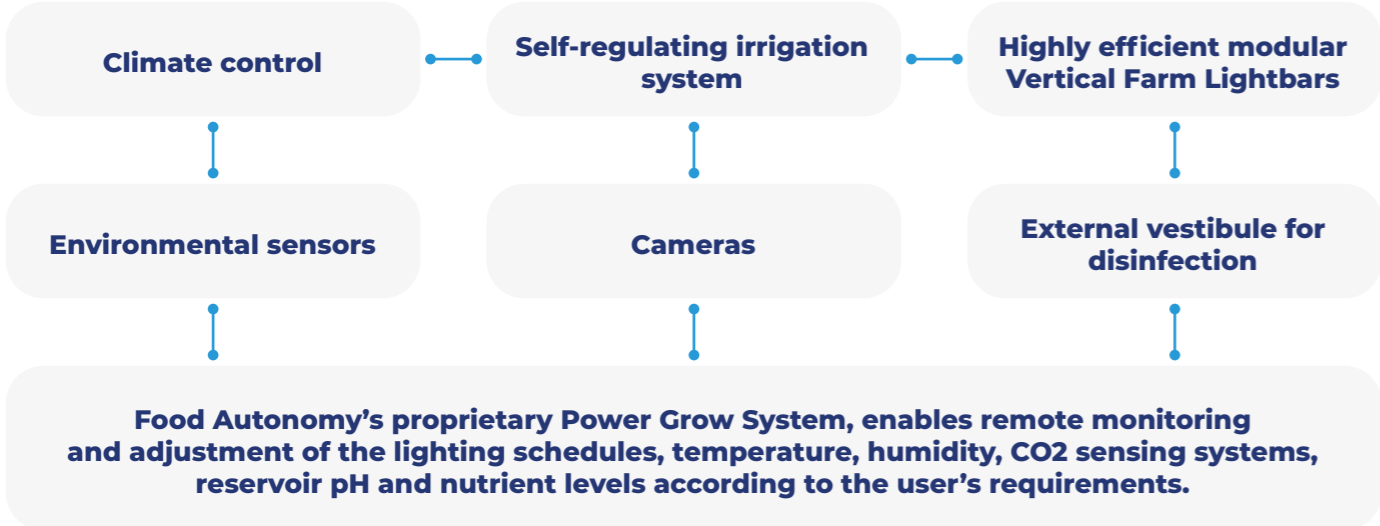 Climate control
Self-regulating irrigation
system
Highly efficient modular
Vertical Farm Lightbars
Environmental sensors
Cameras
External vestibule for
disinfection
Food Autonomy’s proprietary Power Grow System, enables remote monitoring
and adjustment of the lighting schedules, temperature, humidity, CO2 sensing systems,
reservoir pH and nutrient levels according to the user’s requirements.